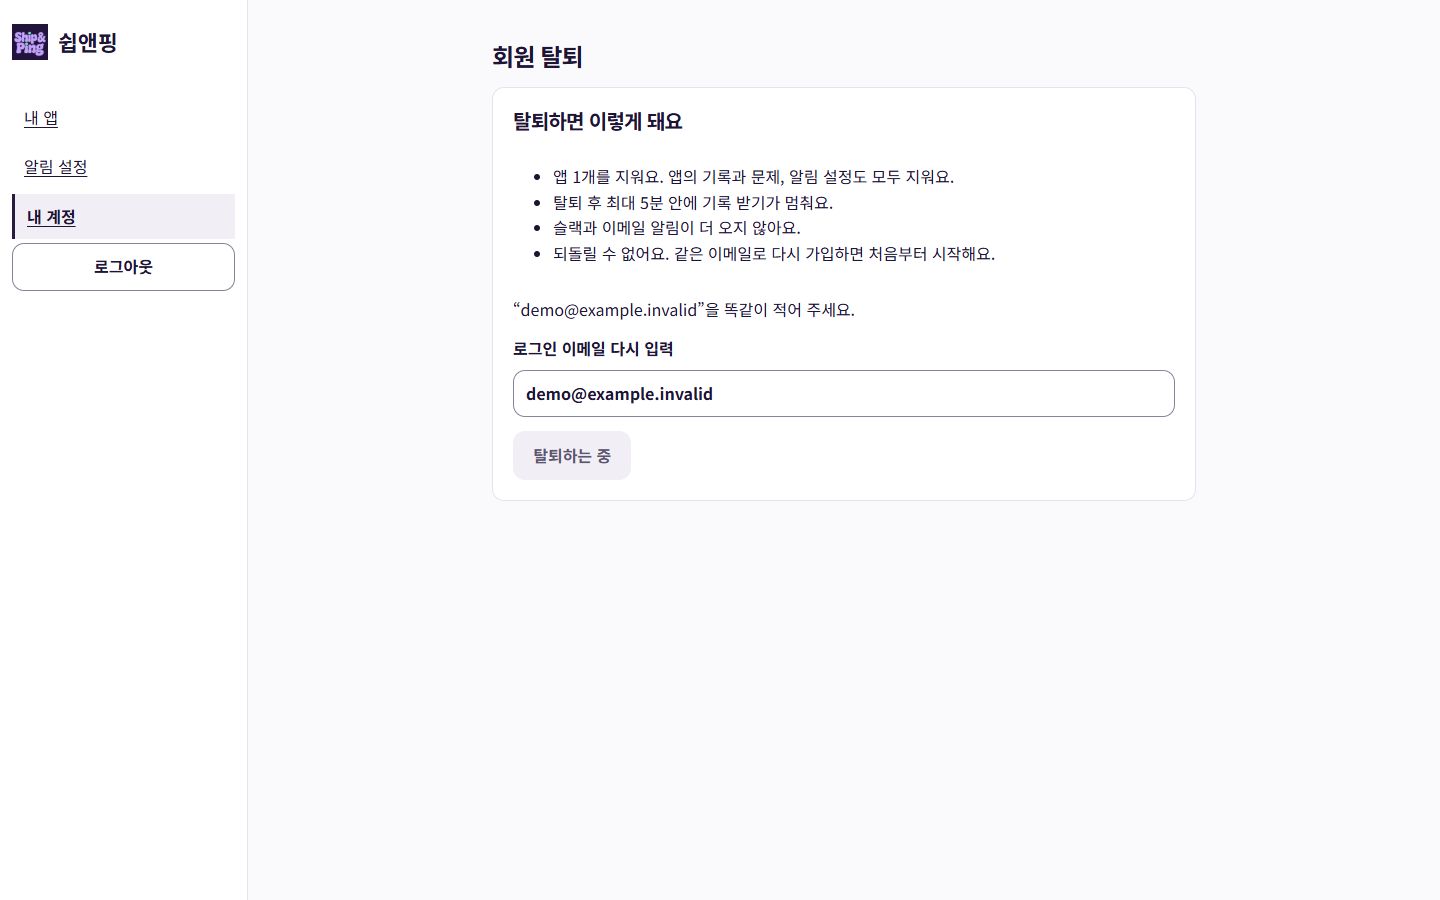 Ship&
Ping
쉽앤핑
내 앱
알림 설정
내 계정
로그아웃
회원 탈퇴
탈퇴하면 이렇게 돼요
• 앱 1개를 지워요. 앱의 기록과 문제, 알림 설정도 모두 지워요.
• 탈퇴 후 최대 5분 안에 기록 받기가 멈춰요.
• 슬랙과 이메일 알림이 더 오지 않아요.
• 되돌릴 수 없어요. 같은 이메일로 다시 가입하면 처음부터 시작해요.
“demo@example.invalid”을 똑같이 적어 주세요.
로그인 이메일 다시 입력
demo@example.invalid
탈퇴하는 중